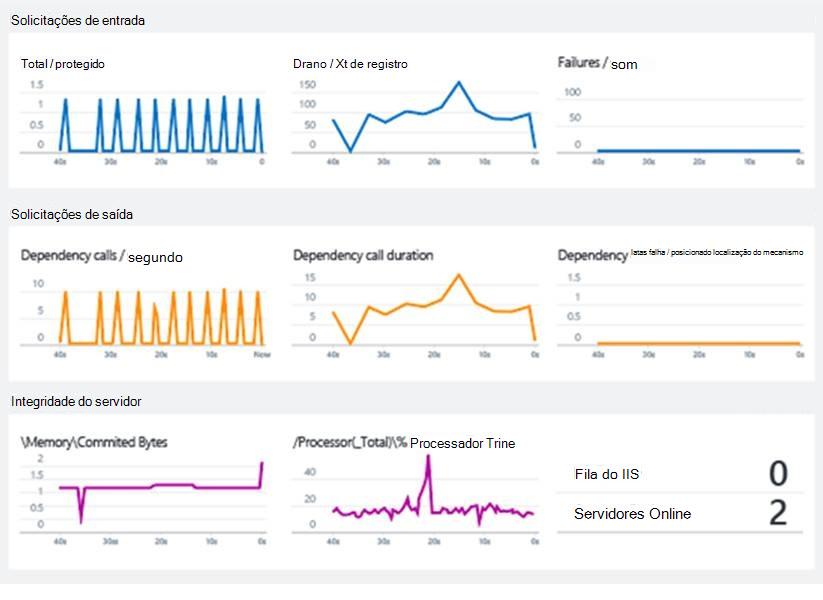 Solicitações de entrada
Total / protegido
1.5
1
0.5
0
40s 30s 20s 10s 0
Drano / Xt de registro
150
100
50
0
40s 30s 20s 10s 0s
Failures / som
100
50
0
40s 30s 20s 10s 0s
Solicitações de saída
Dependency calls / segundo
10
5
0
40s 30s 20s 10s Now
Dependency call duration
15
10
5
0
40s 30s 20s 10s 0s
Dependency latas falha / posicionado localização do mecanismo
1.5
1
0.5
0
40s 30s 20s 10s 0s
Integridade do servidor
\Memory\Commited Bytes
2
1.5
1
0.5
0
40s 30s 20s 10s 0s
/Processor(_Total)\% Processador Trine
40
20
0
40s 30s 20s 10s 0s
Fila do IIS 0
Servidores Online 2